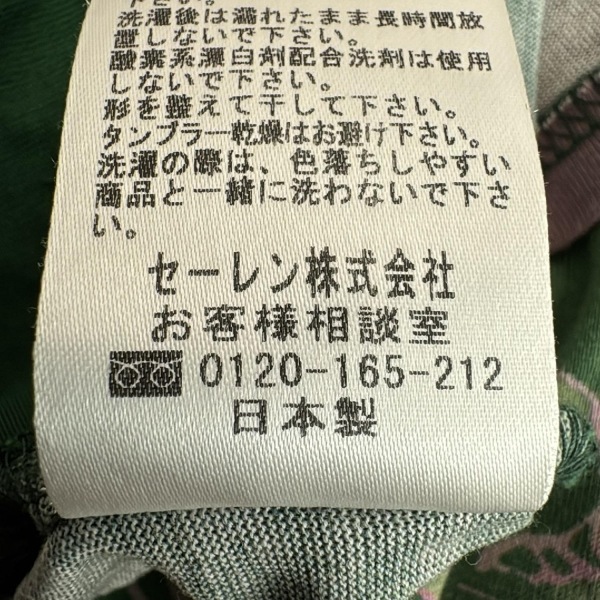 下さい。
洗濯後は濡れたまま長時間放
置しないで下さい。
酸素系漂白剤配合洗剤は使用
しないで下さい。
形を整えて干して下さい。
タンブラー乾燥はお避け下さい。
洗濯の際は、色落ちしやすい
商品と一緒に洗わないで下さ
い。
セーレン株式会社
お客様相談室
0120-165-212
日本製